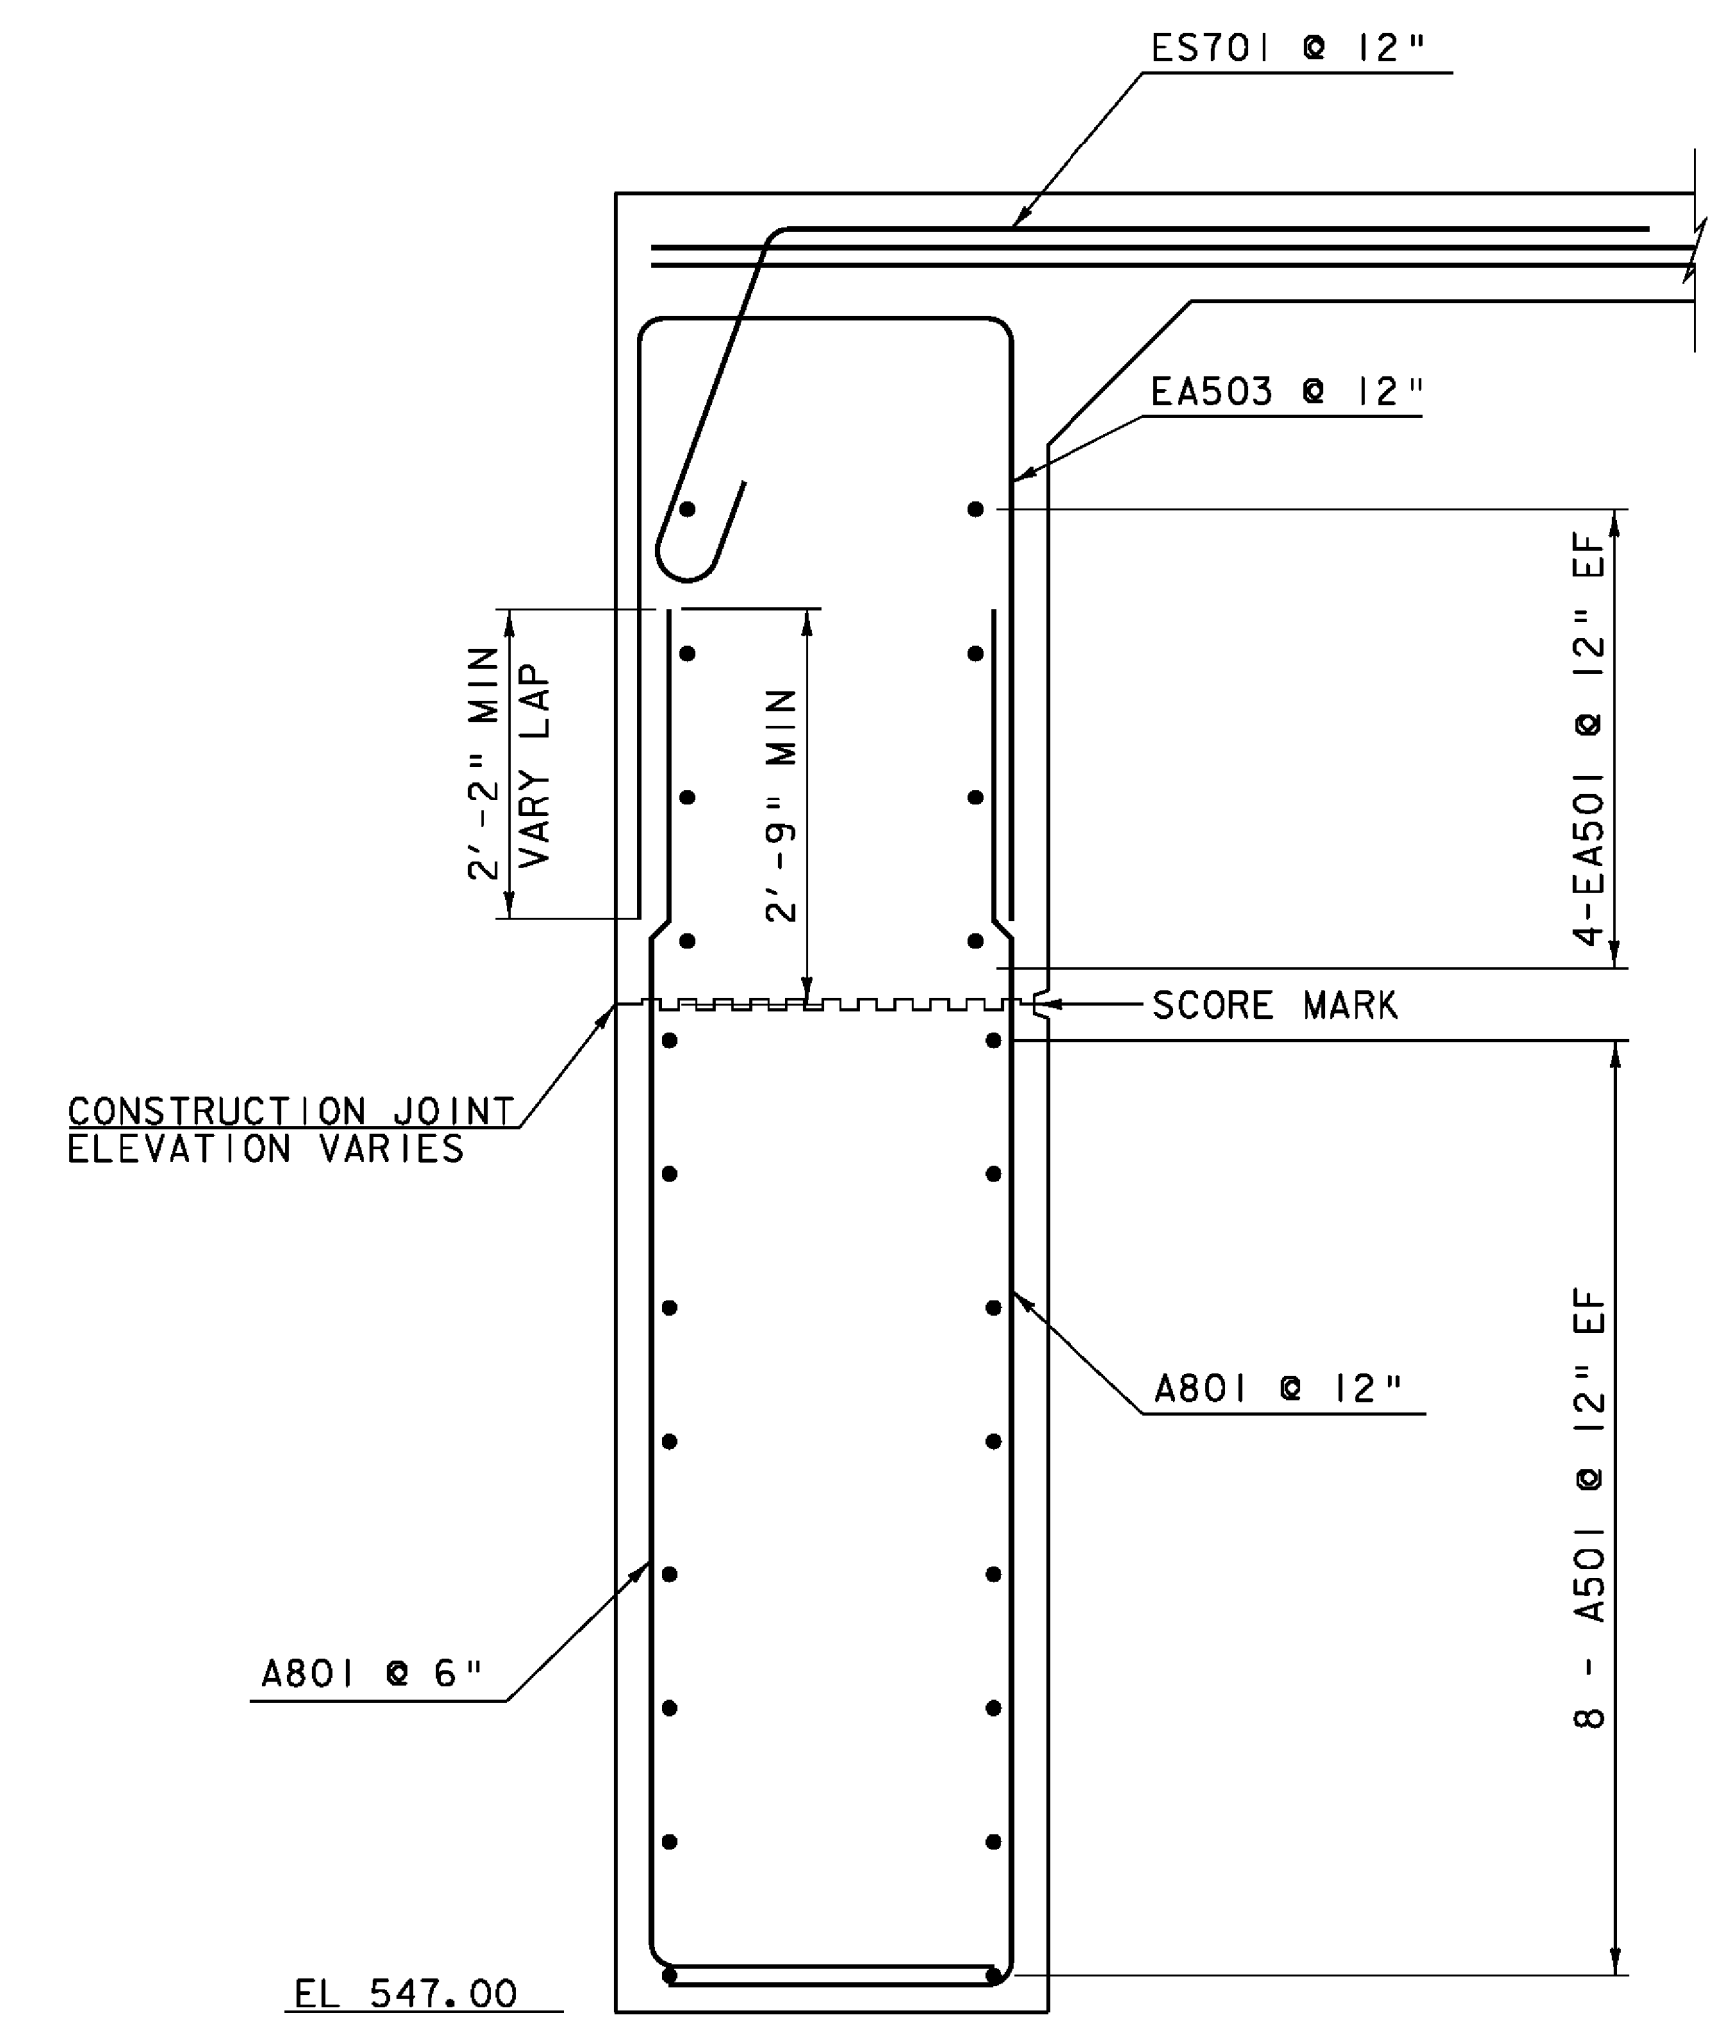 ES701 @ 12"
EA503 @ 12"
4-EA501 @ 12" EF
2'-2" MIN
VARY LAP
2'-9" MIN
SCORE MARK
CONSTRUCTION JOINT
ELEVATION VARIES
A801 @ 12"
8 - A501 @ 12" EF
A801 @ 6"
EL 547.00